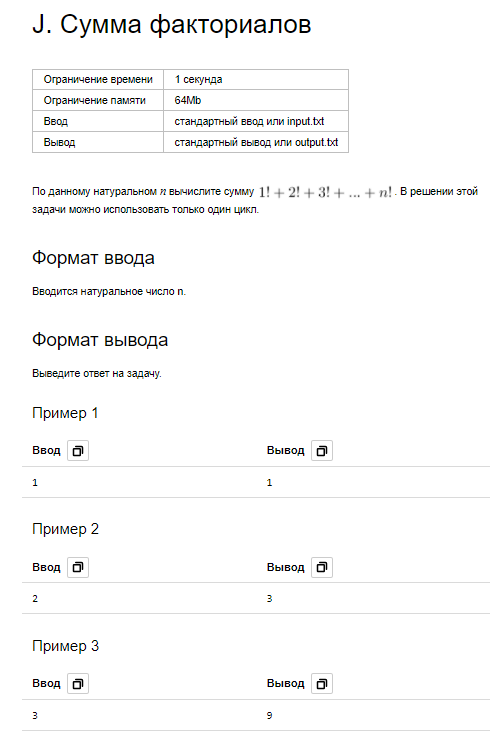 J. Сумма факториалов
Ограничение времени 1 секунда
Ограничение памяти 64Mb
Ввод стандартный ввод или input.txt
Вывод стандартный вывод или output.txt
По данному натуральном n вычислите сумму 1! + 2! + 3! + ... + n! . В решении этой
задачи можно использовать только один цикл.
Формат ввода
Вводится натуральное число n.
Формат вывода
Выведите ответ на задачу.
Пример 1
Ввод Вывод
1 1
Пример 2
Ввод Вывод
2 3
Пример 3
Ввод Вывод
3 9